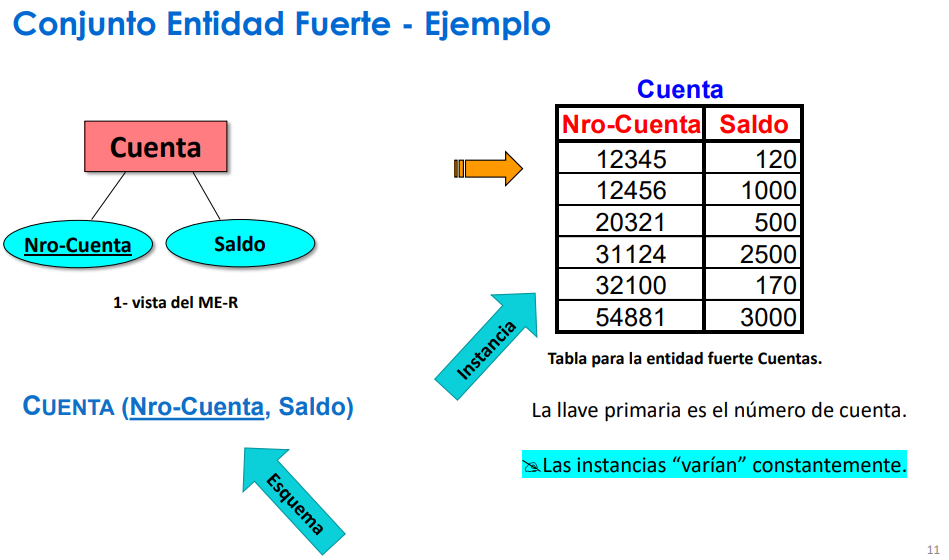 Conjunto Entidad Fuerte - Ejemplo
Cuenta
Nro-Cuenta
Saldo
1- vista del ME-R
CUENTA (Nro-Cuenta, Saldo)
Esquema
Instancia
Cuenta
Nro-Cuenta Saldo
12345 120
12456 1000
20321 500
31124 2500
32100 170
54881 3000
Tabla para la entidad fuerte Cuentas.
La llave primaria es el número de cuenta.
Las instancias “varían” constantemente.
11